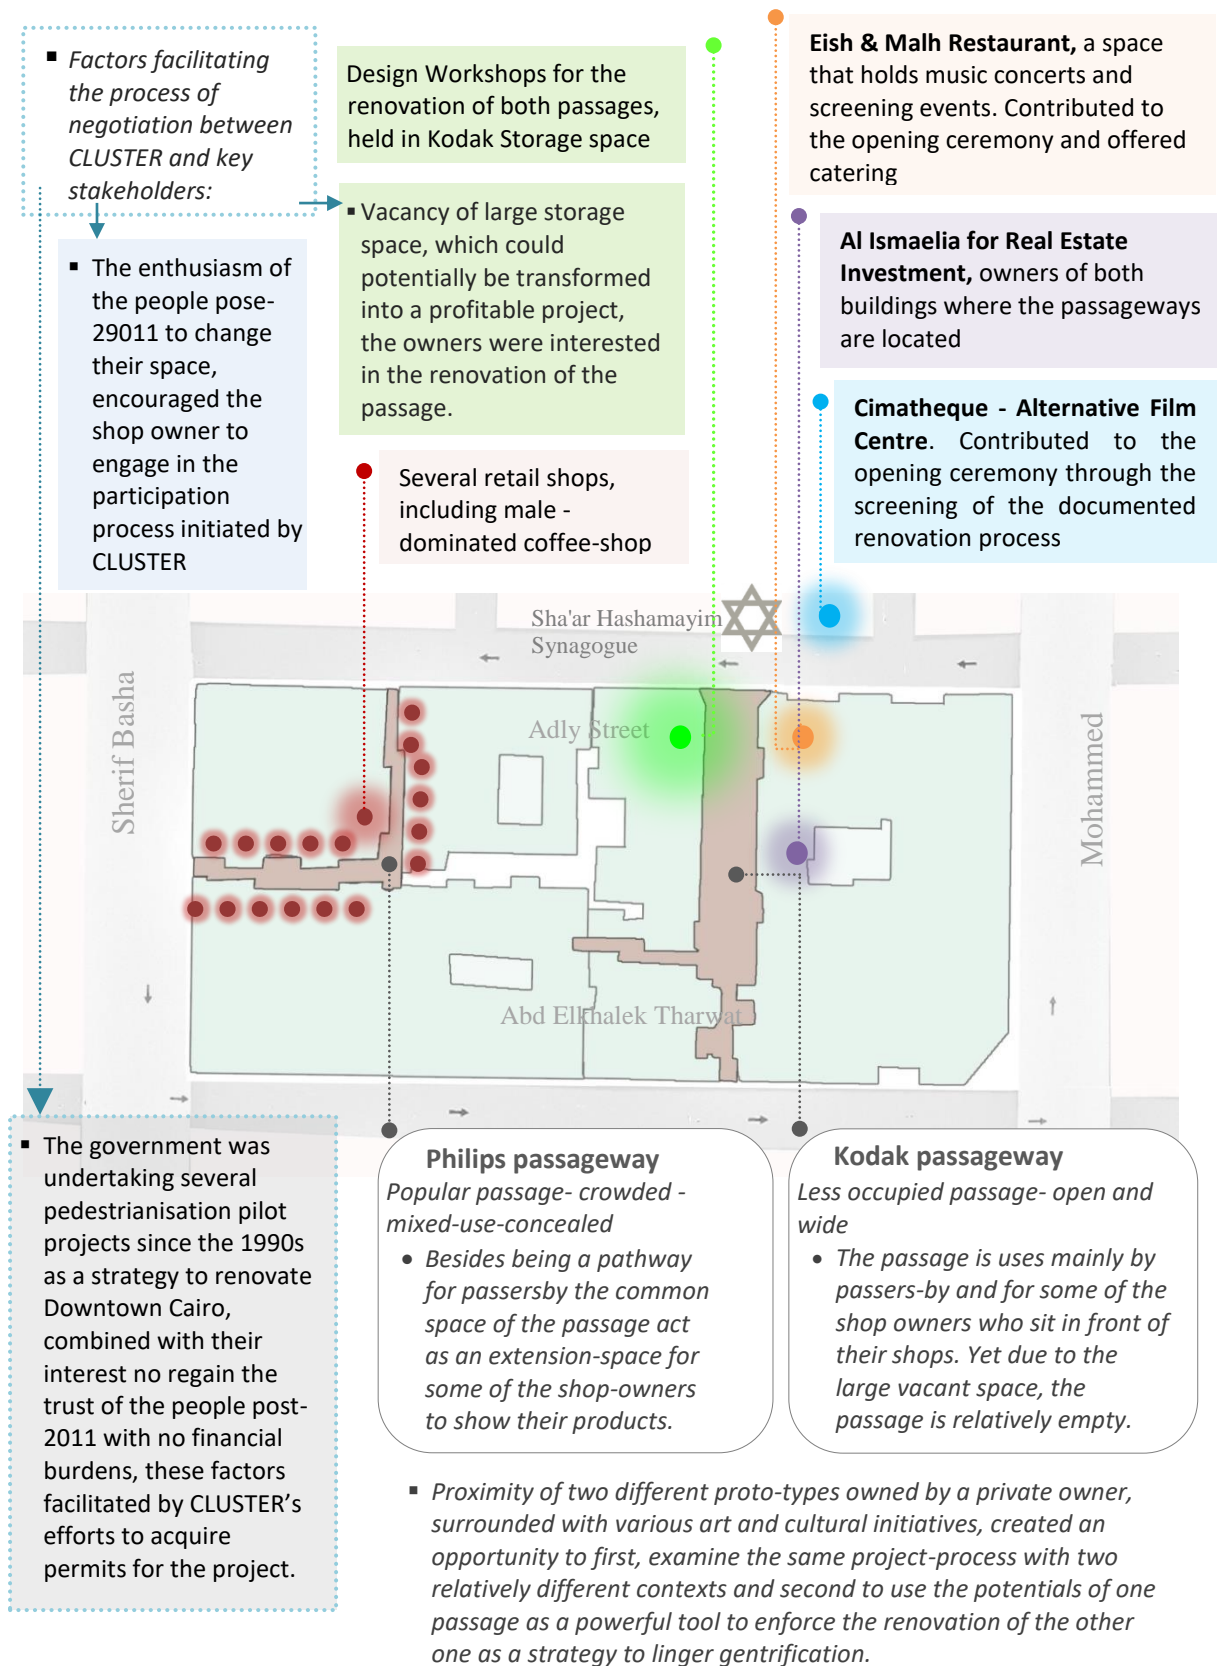 ▪ Factors facilitating
the process of
negotiation between
CLUSTER and key
stakeholders:
▪ The enthusiasm of
the people pose-
29011 to change
their space,
encouraged the
shop owner to
engage in the
participation
process initiated by
CLUSTER
Design Workshops for the
renovation of both passages,
held in Kodak Storage space
▪ Vacancy of large storage
space, which could
potentially be transformed
into a profitable project,
the owners were interested
in the renovation of the
passage.
Several retail shops,
including male -
dominated coffee-shop
Eish & Malh Restaurant, a space
that holds music concerts and
screening events. Contributed to
the opening ceremony and offered
catering
Al Ismaelia for Real Estate
Investment, owners of both
buildings where the passageways
are located
Cimatheque - Alternative Film
Centre. Contributed to the
opening ceremony through the
screening of the documented
renovation process
Sha'ar Hashamayim
Synagogue
Adly Street
Sherif Basha
Mohammed
Abd Elkhalek Tharwat
▪ The government was
undertaking several
pedestrianisation pilot
projects since the 1990s
as a strategy to renovate
Downtown Cairo,
combined with their
interest no regain the
trust of the people post-
2011 with no financial
burdens, these factors
facilitated by CLUSTER’s
efforts to acquire
permits for the project.
Philips passageway
Popular passage- crowded -
mixed-use-concealed
• Besides being a pathway
for passersby the common
space of the passage act
as an extension-space for
some of the shop-owners
to show their products.
Kodak passageway
Less occupied passage- open and
wide
• The passage is uses mainly by
passers-by and for some of the
shop owners who sit in front of
their shops. Yet due to the
large vacant space, the
passage is relatively empty.
▪ Proximity of two different proto-types owned by a private owner,
surrounded with various art and cultural initiatives, created an
opportunity to first, examine the same project-process with two
relatively different contexts and second to use the potentials of one
passage as a powerful tool to enforce the renovation of the other
one as a strategy to linger gentrification.